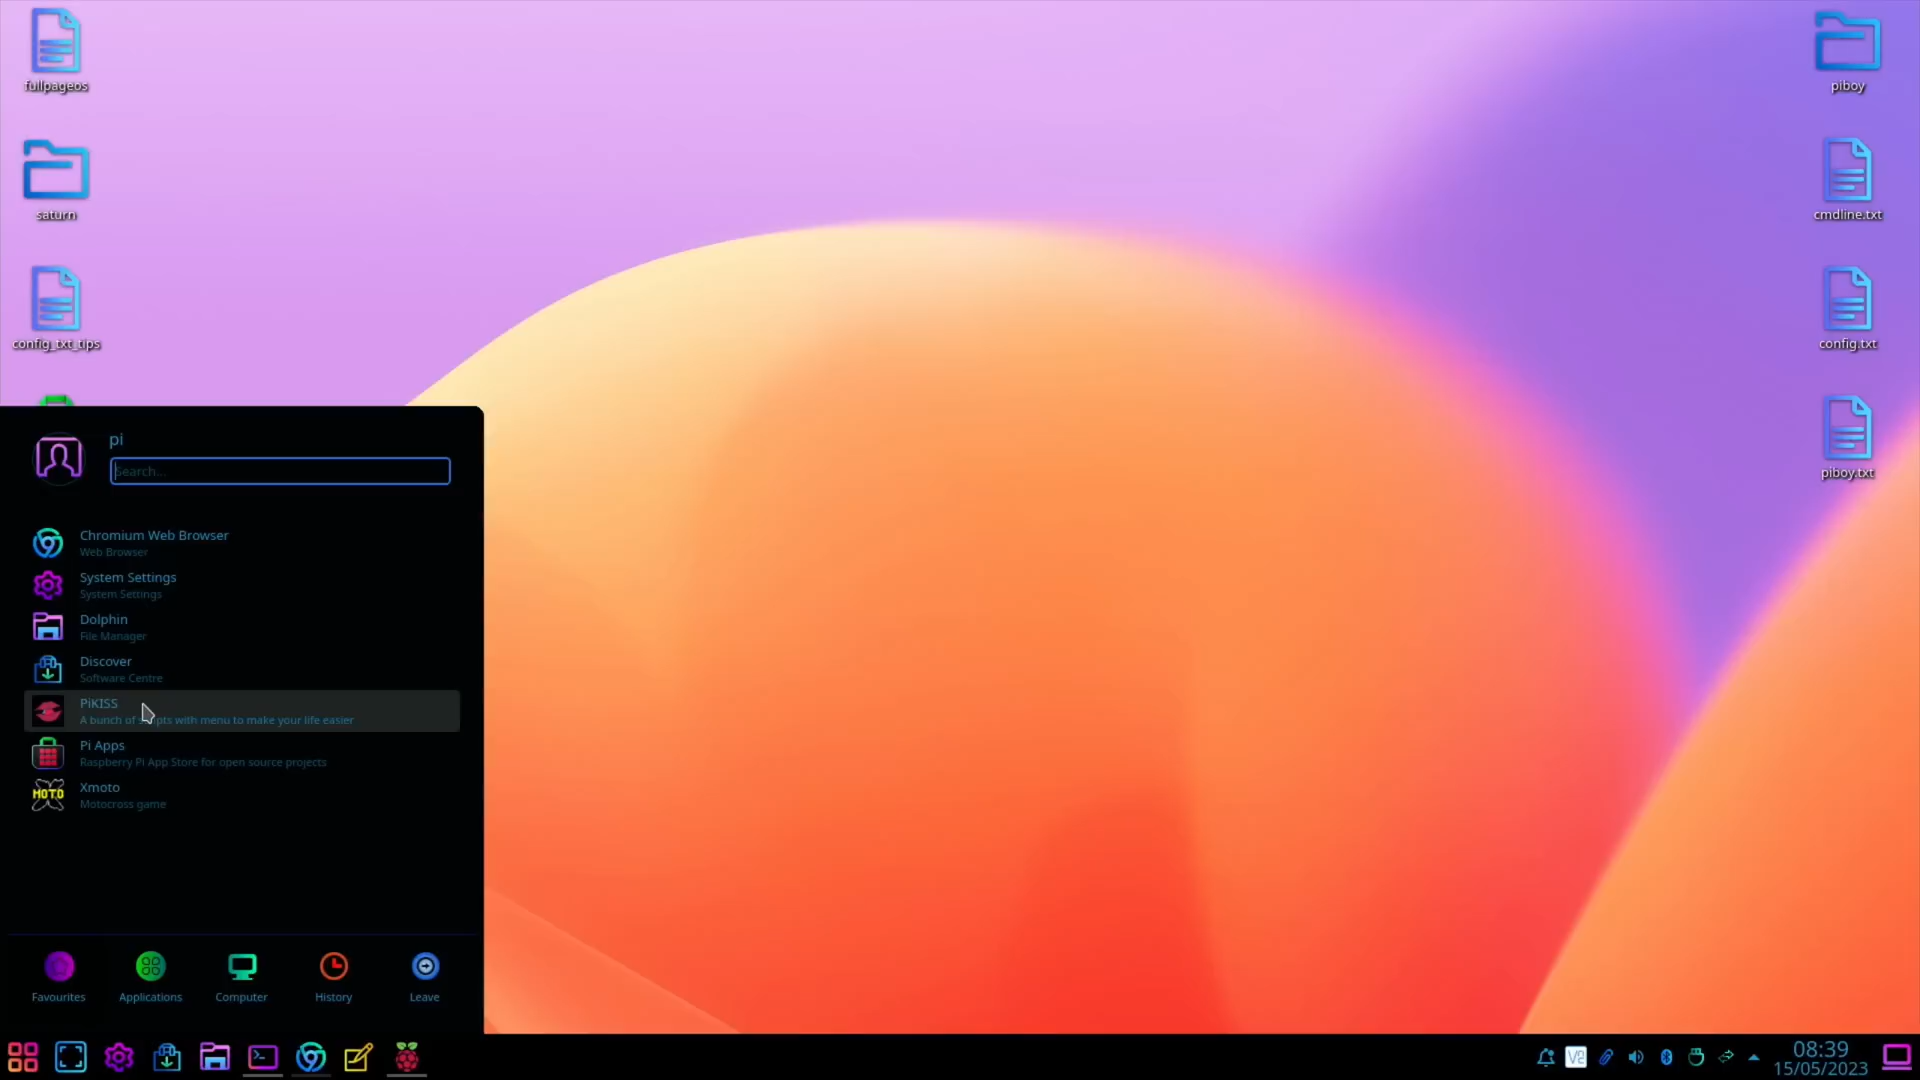 fullpageos
saturn
config_txt_tips
piboy
cmdline.txt
config.txt
piboy.txt
pi
Search...
Chromium Web Browser
Web Browser
System Settings
System Settings
Dolphin
File Manager
Discover
Software Centre
PiKISS
A bunch of scripts with menu to make your life easier
Pi Apps
Raspberry Pi App Store for open source projects
MOTO
Xmoto
Motocross game
Favourites
Applications
Computer
History
Leave
VC
08:39
15/05/2023